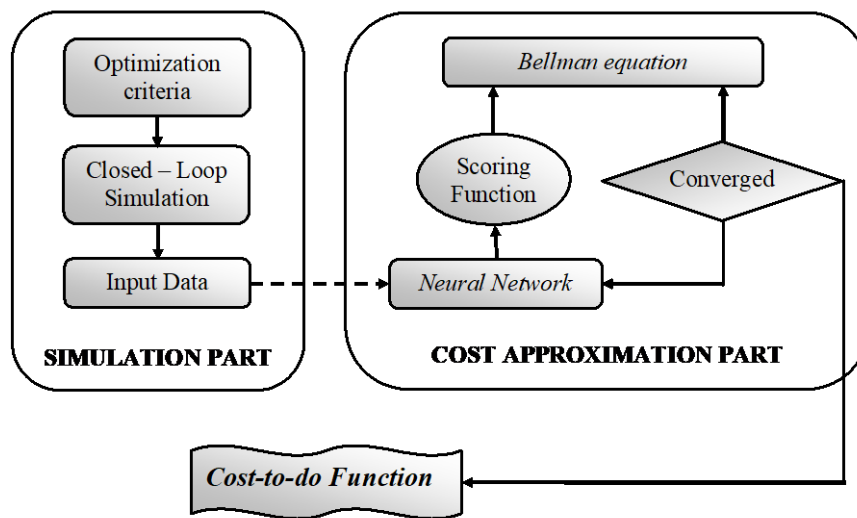 Optimization
criteria
Closed – Loop
Simulation
Input Data
SIMULATION PART
Bellman equation
Scoring
Function
Converged
Neural Network
COST APPROXIMATION PART
Cost-to-do Function